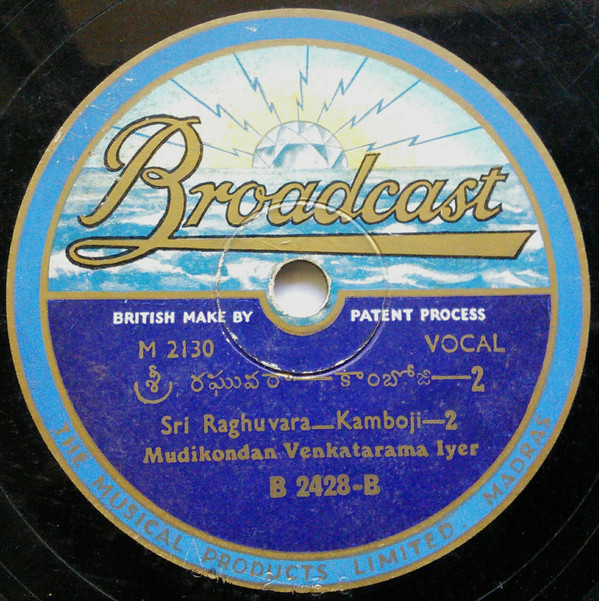 Broadcast
BRITISH MAKE BY PATENT PROCESS
M 2130 VOCAL
శ్రీ రఘువరా—కాంబోజి—2
Sri Raghuvara—Kamboji—2
Mudikondan Venkatarama Iyer
B 2428-B
THE MUSICAL PRODUCTS LIMITED. MADRAS